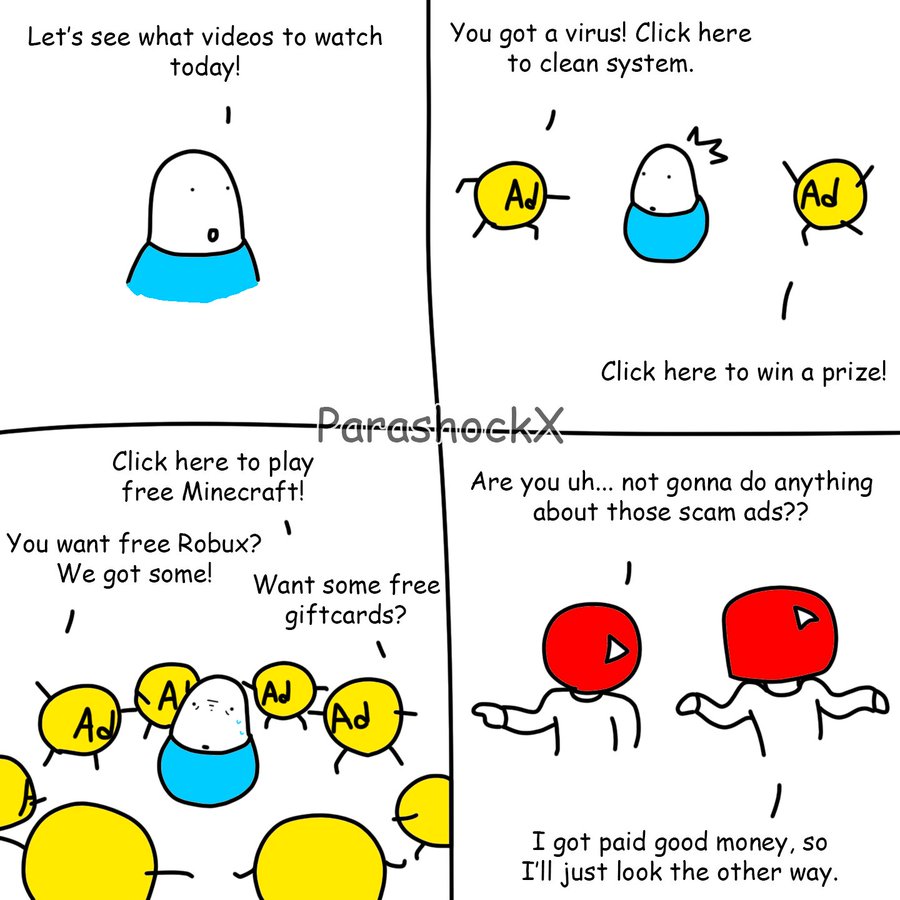 Let's see what videos to watch
today!
You got a virus! Click here
to clean system.
Ad
Ad
Click here to win a prize!
ParashockX
Click here to play
free Minecraft!
You want free Robux?
We got some!
Want some free
giftcards?
Ad
A
Ad
Ad
A
Are you uh... not gonna do anything
about those scam ads??
I got paid good money, so
I'll just look the other way.